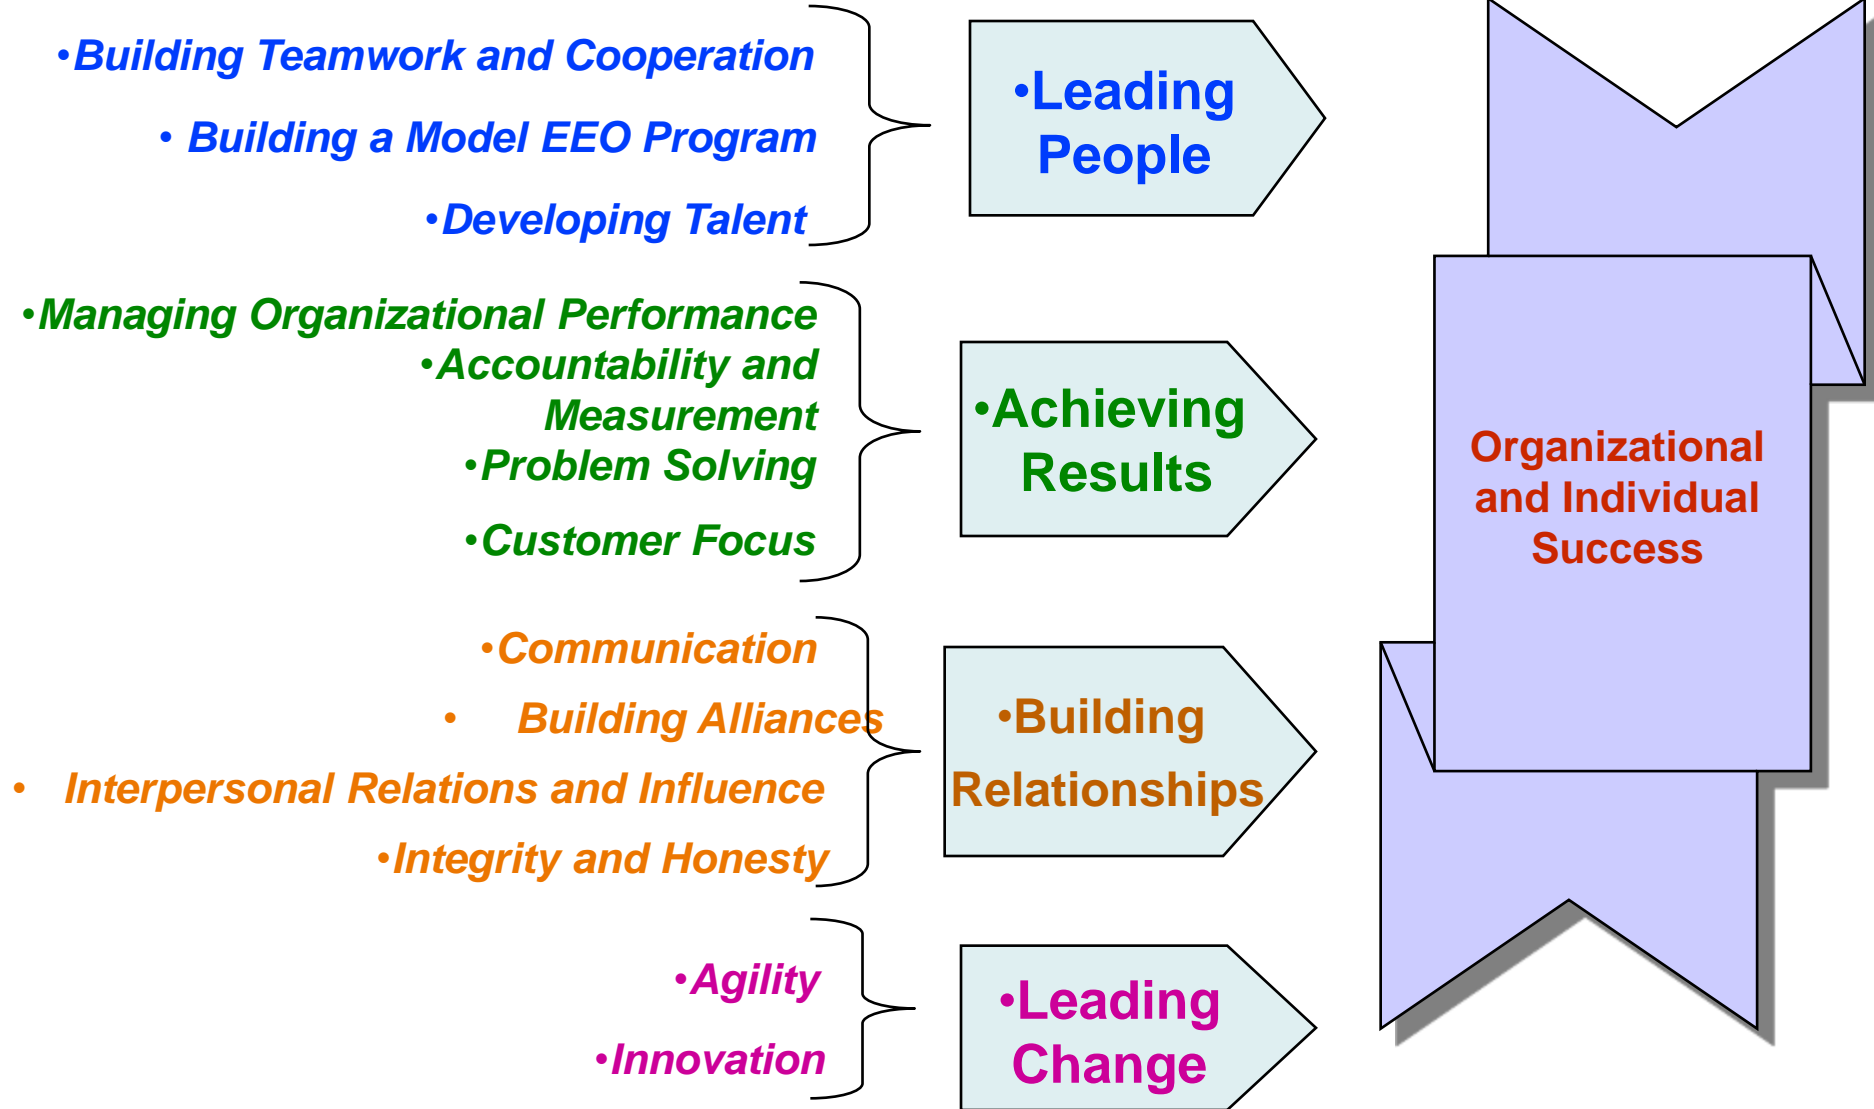 •Building Teamwork and Cooperation
• Building a Model EEO Program
•Developing Talent
•Leading
People
•Managing Organizational Performance
•Accountability and
Measurement
•Problem Solving
•Customer Focus
•Achieving
Results
•Communication
• Building Alliances
• Interpersonal Relations and Influence
•Integrity and Honesty
•Building
Relationships
•Agility
•Innovation
•Leading
Change
Organizational
and Individual
Success